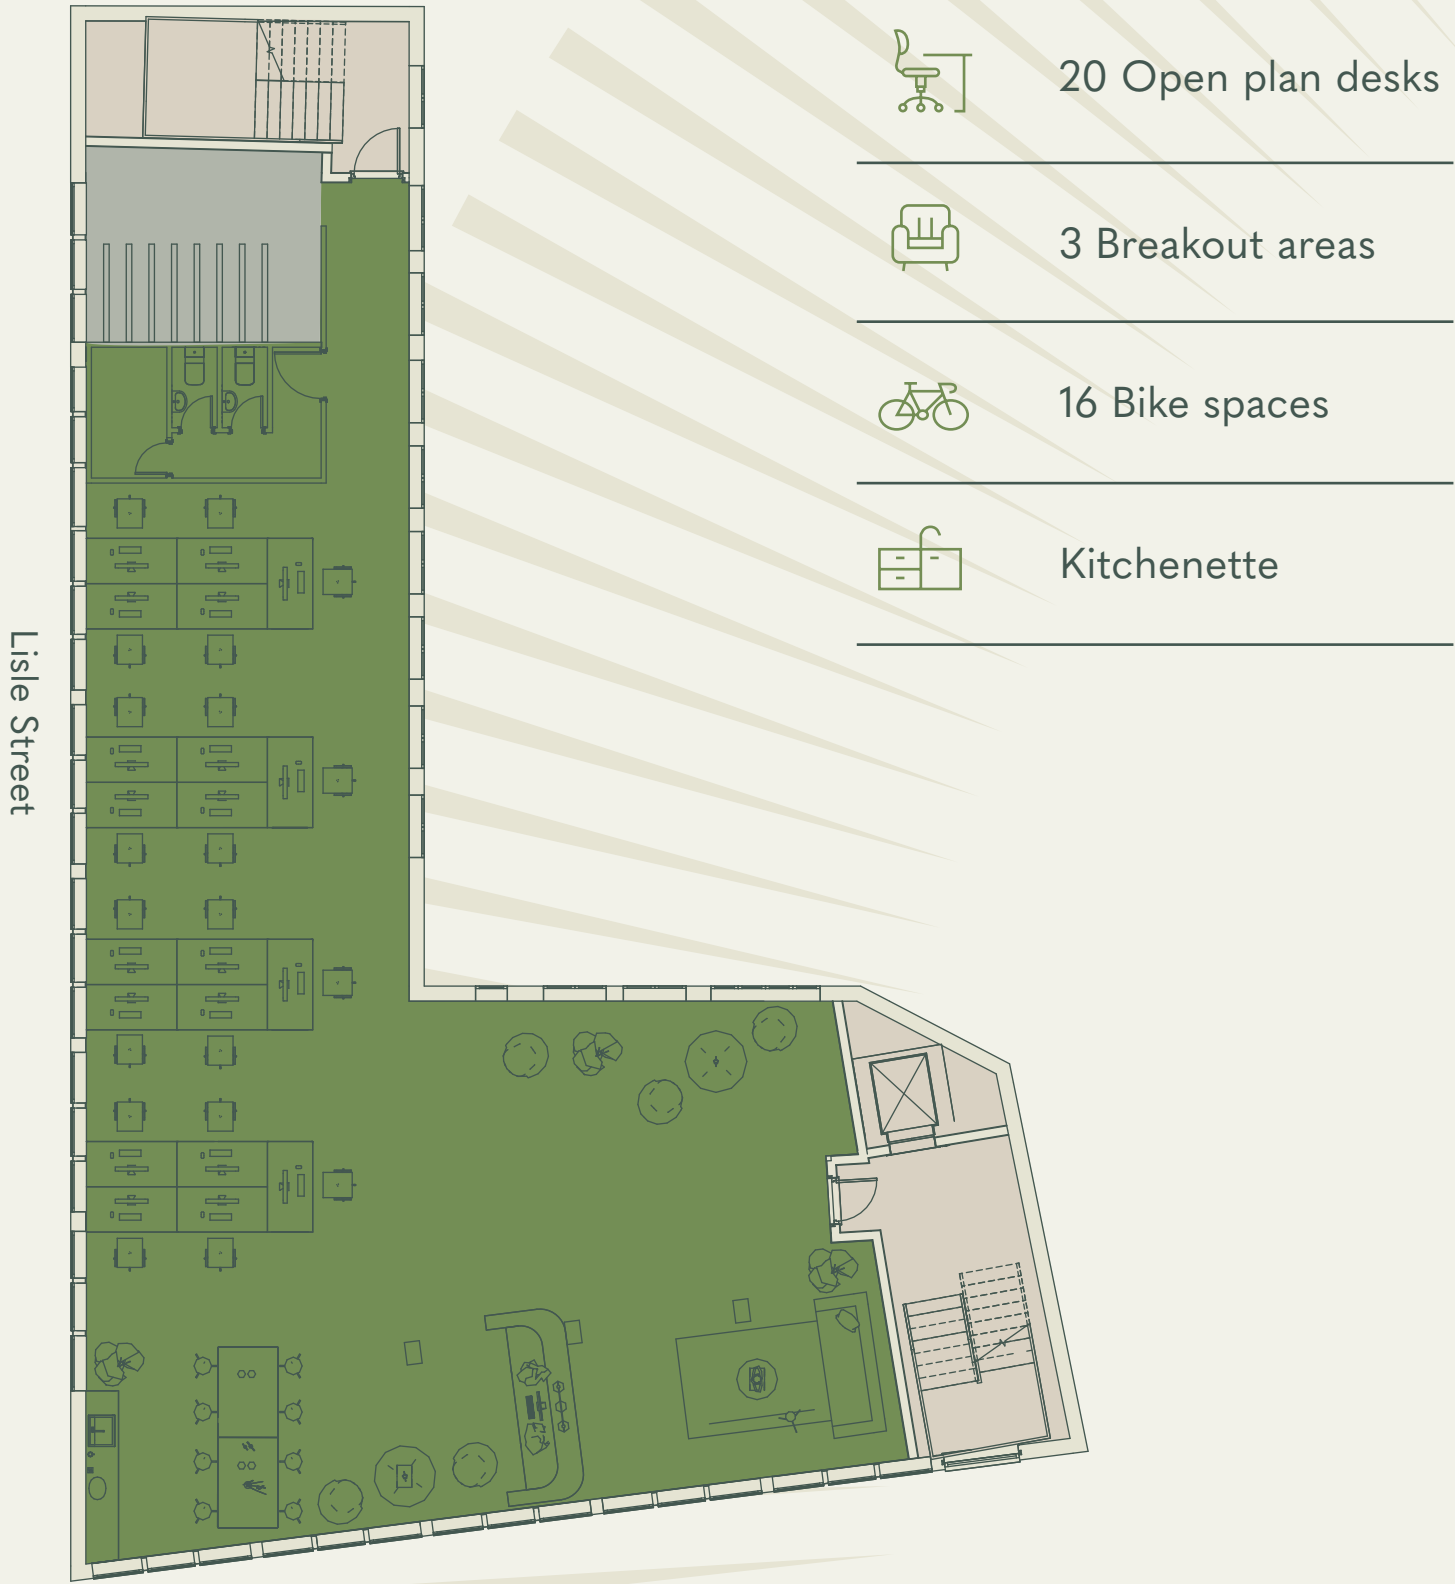 20 Open plan desks
3 Breakout areas
16 Bike spaces
Kitchenette
Lisle Street